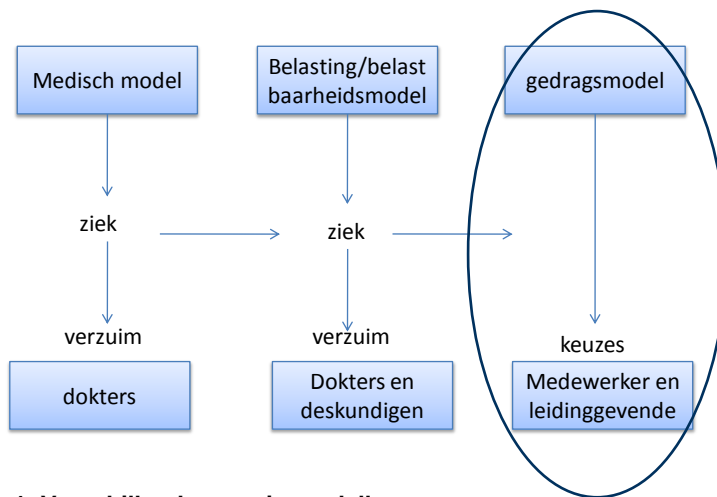 Medisch model
Belasting/belast
baarheidsmodel
gedragsmodel
ziek
ziek
verzuim
verzuim
keuzes
dokters
Dokters en
deskundigen
Medewerker en
leidinggevende